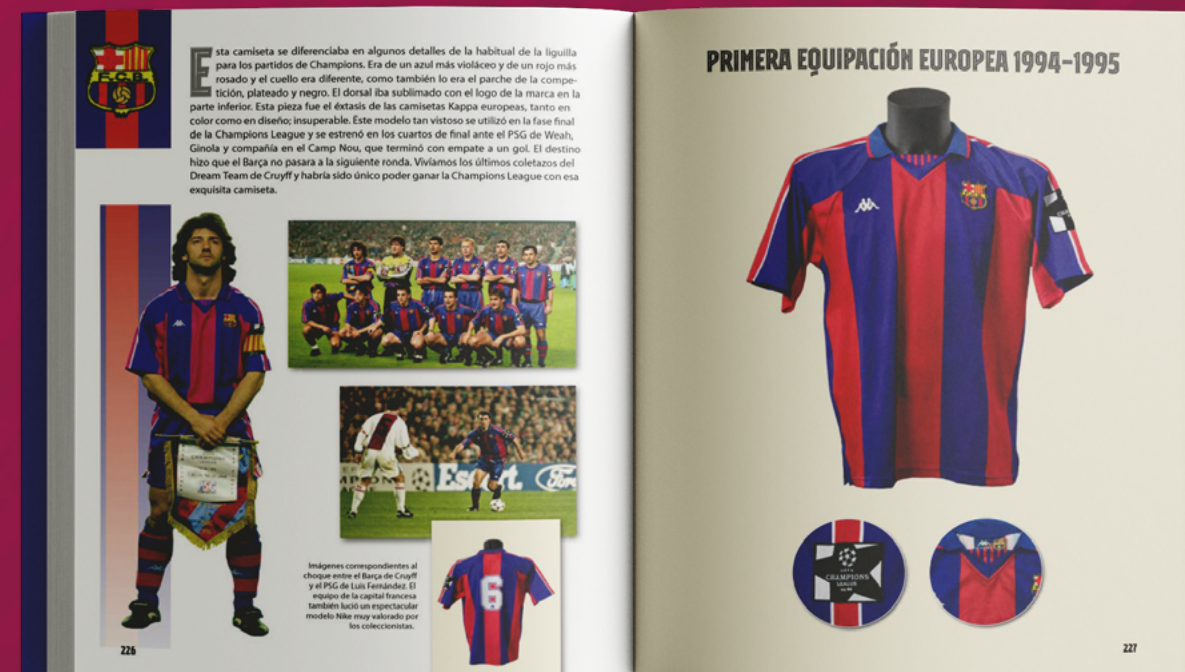 F.C.B.
Esta camiseta se diferenciaba en algunos detalles de la habitual de la liguilla
para los partidos de Champions. Era de un azul más violáceo y de un rojo más
rosado y el cuello era diferente, como también lo era el parche de la compe-
tición, plateado y negro. El dorsal iba sublimado con el logo de la marca en la
parte inferior. Esta pieza fue el éxtasis de las camisetas Kappa europeas, tanto en
color como en diseño; insuperable. Este modelo tan vistoso se utilizó en la fase final
de la Champions League y se estrenó en los cuartos de final ante el PSG de Weah,
Ginola y compañía en el Camp Nou, que terminó con empate a un gol. El destino
hizo que el Barça no pasara a la siguiente ronda. Vivíamos los últimos coletazos del
Dream Team de Cruyff y habría sido único poder ganar la Champions League con esa
exquisita camiseta.
CHAMPIONS
LEAGUE
Escort
Ford
Imágenes correspondientes al
choque entre el Barça de Cruyff
y el PSG de Luis Fernández. El
equipo de la capital francesa
también lució un espectacular
modelo Nike muy valorado por
los coleccionistas.
6
226
PRIMERA EQUIPACIÓN EUROPEA 1994-1995
UEFA
CHAMPIONS
LEAGUE
227